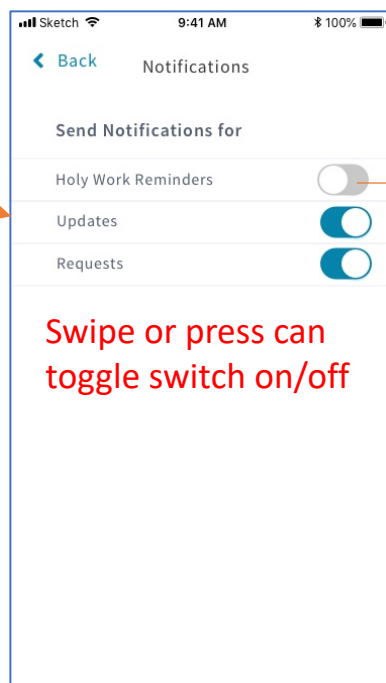 Sketch 9:41 AM 100%
Back Notifications
Send Notifications for
Holy Work Reminders
Updates
Requests
Swipe or press can
toggle switch on/off